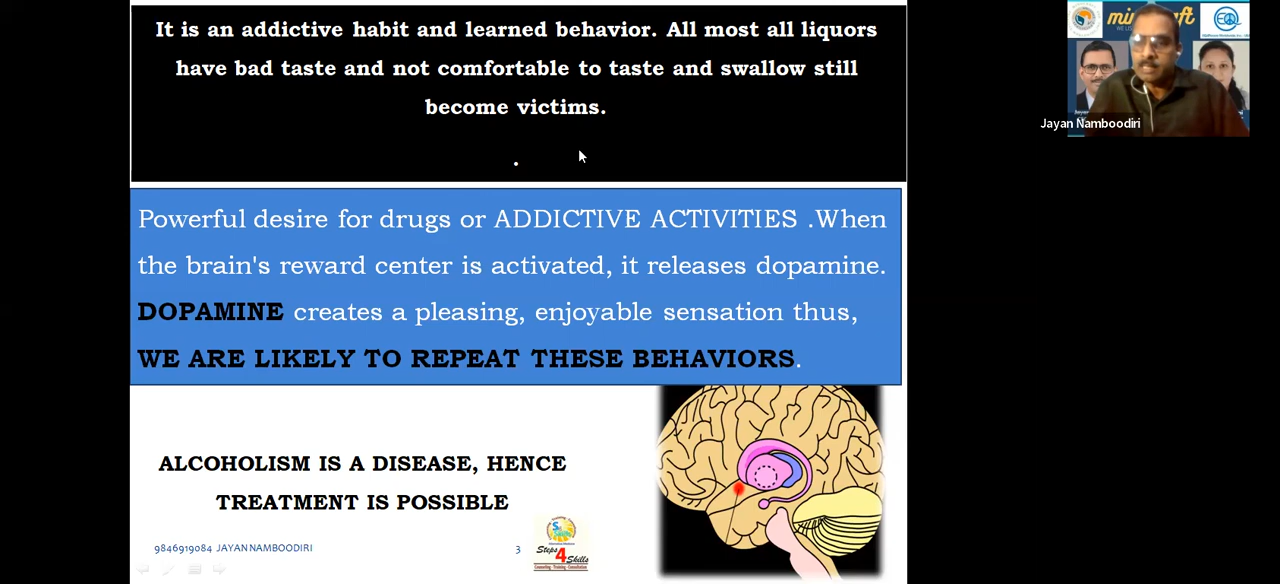 It is an addictive habit and learned behavior. All most all liquors
have bad taste and not comfortable to taste and swallow still
become victims.
.
Powerful desire for drugs or ADDICTIVE ACTIVITIES .When
the brain's reward center is activated, it releases dopamine.
DOPAMINE creates a pleasing, enjoyable sensation thus,
WE ARE LIKELY TO REPEAT THESE BEHAVIORS.
ALCOHOLISM IS A DISEASE, HENCE
TREATMENT IS POSSIBLE
9846919084 JAYAN NAMBOODIRI
3
Steps
4
Skills
Jayan Namboodiri